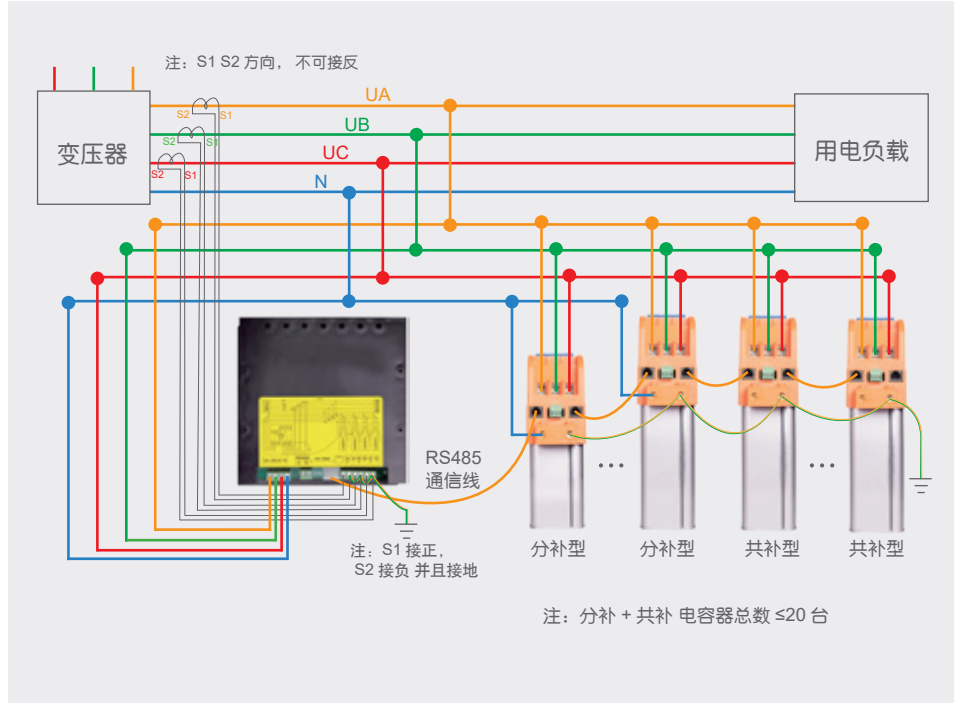 注：S1 S2 方向， 不可接反
变压器
UA
S2
S1
UB
S2
S1
UC
S2
S1
N
用电负载
RS485
通信线
...
...
注：S1 接正，
S2 接负 并且接地
分补型
分补型
共补型
共补型
注：分补 + 共补 电容器总数 ≤20 台